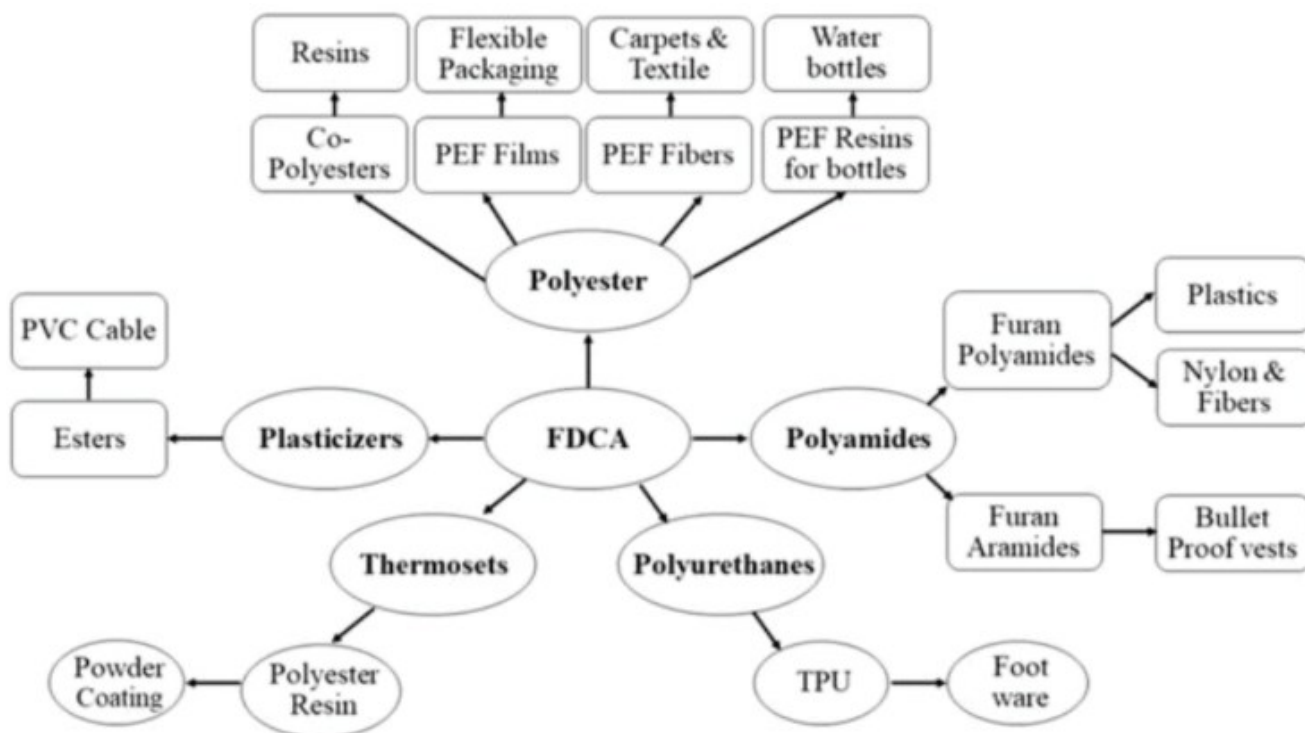 Resins
Flexible
Packaging
Carpets &
Textile
Water
bottles
Co-
Polyesters
PEF Films
PEF Fibers
PEF Resins
for bottles
Polyester
PVC Cable
Esters
Plasticizers
FDCA
Polyamides
Furan
Polyamides
Plastics
Nylon &
Fibers
Furan
Aramides
Bullet
Proof vests
Thermosets
Polyurethanes
Powder
Coating
Polyester
Resin
TPU
Foot
ware